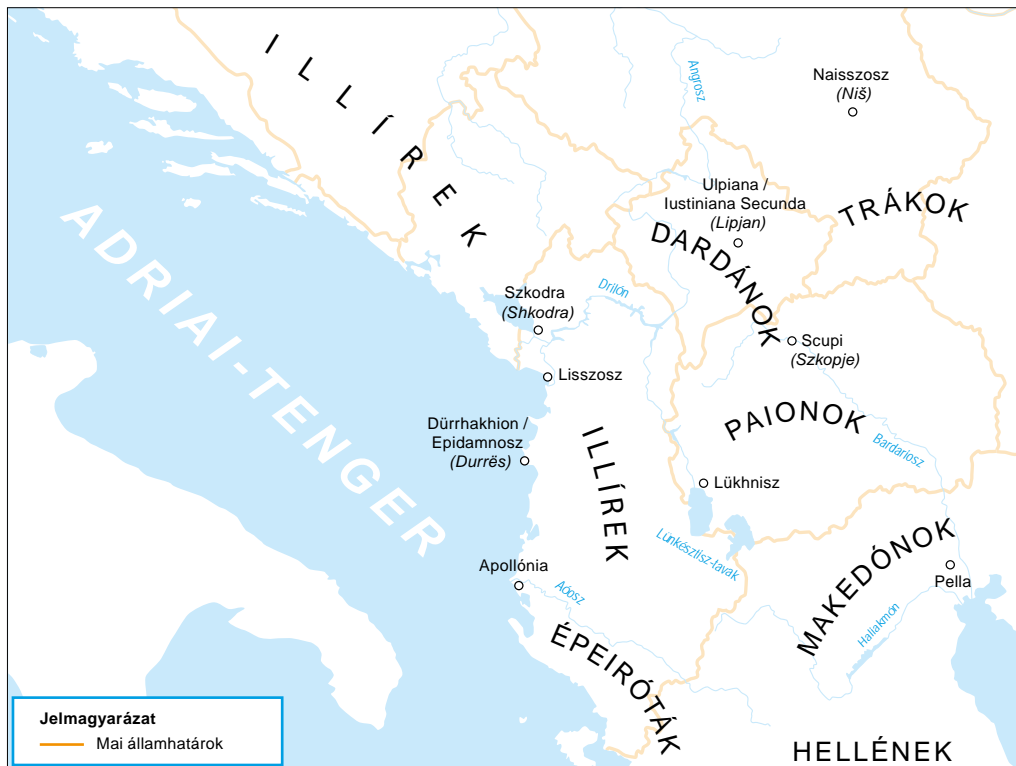 ILLÍREK
Angrosz
Naisszosz
(Niš)
Ulpiana /
Iustiniana Secunda
(Lipjan)
TRÁKOK
DARDÁNOK
ADRIAI-TENGER
Szkodra
(Shkodra)
Drilón
Scupi
(Szkopje)
Lisszosz
PAIONOK
Dürrhakhion /
Epidamnosz
(Durrës)
ILLÍREK
Bardariosz
Lükhnisz
Lünkésztisz-tavak
MAKEDÓNOK
Apollónia
Aóosz
Pella
Haliakmón
ÉPEIRÓTÁK
HELLÉNEK
Jelmagyarázat
Mai államhatárok